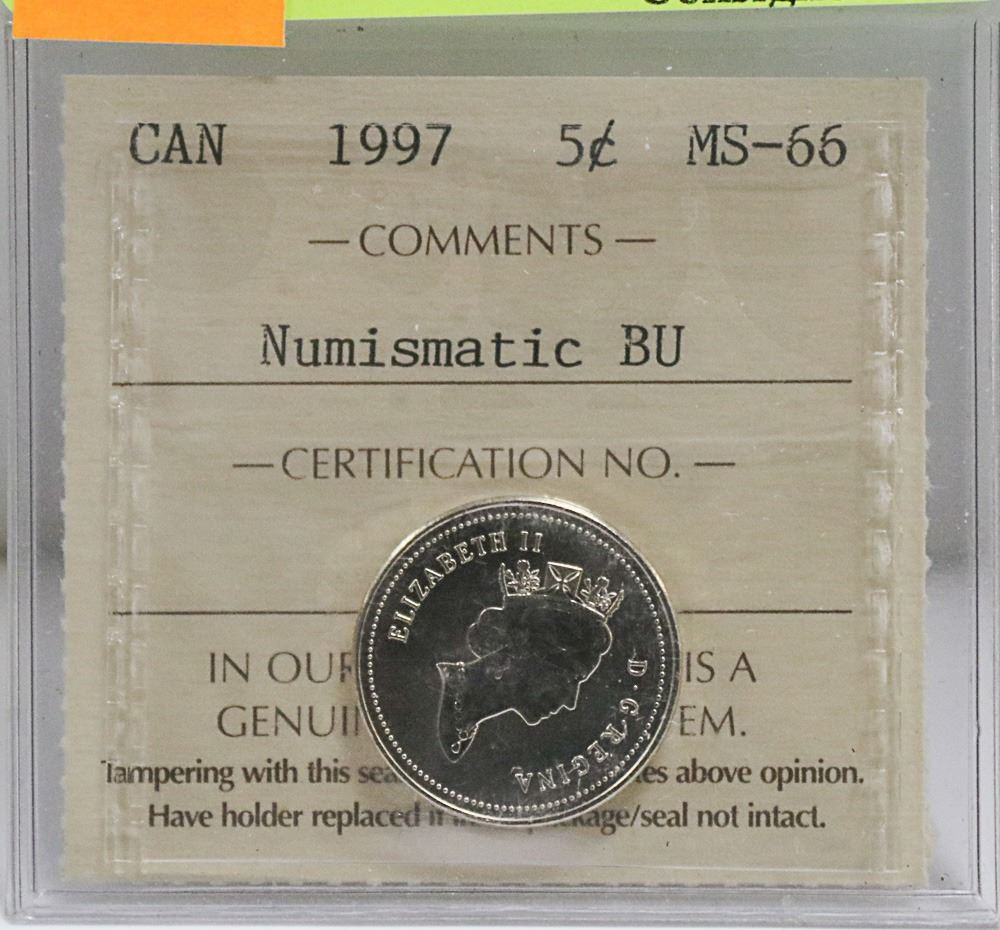 CAN 1997 5¢ MS-66
— COMMENTS —
Numismatic BU
— CERTIFICATION NO. —
ELIZABETH II D · G · REGINA
IN OUR IS A
GENUI EM.
Tampering with this sea es above opinion.
Have holder replaced kage/seal not intact.